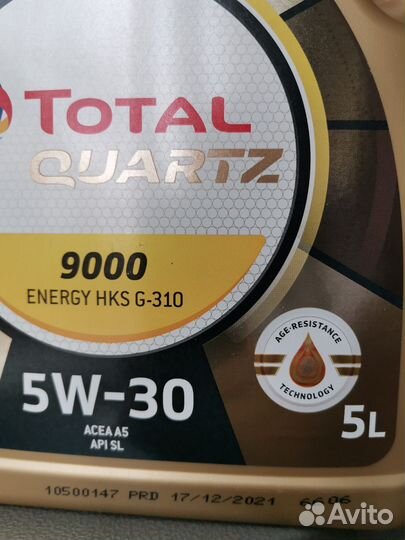 TOTAL
QUARTZ
9000
ENERGY HKS G-310
AGE-RESISTANCE
TECHNOLOGY
5W-30
ACEA A5
API SL
5L
10500147 PRD 17/12/2021 6606
Avito